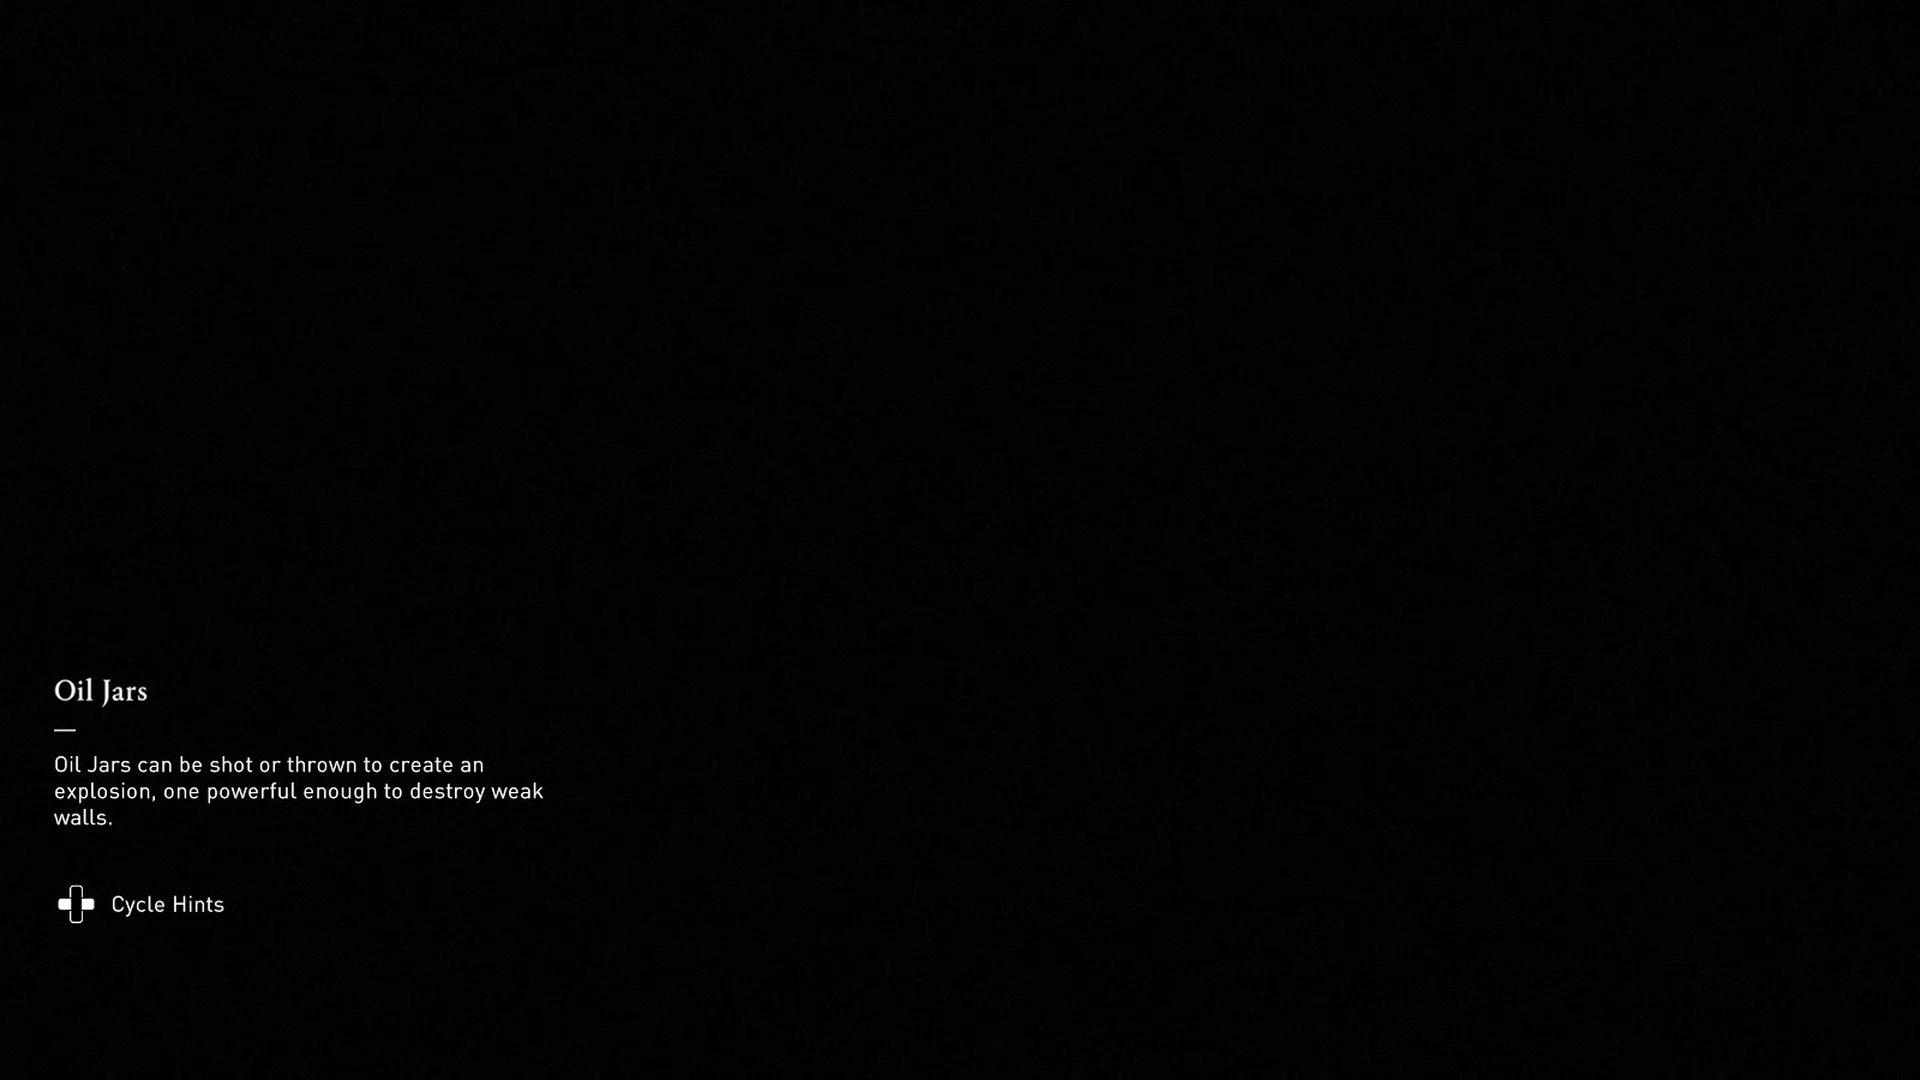 Oil Jars
Oil Jars can be shot or thrown to create an
explosion, one powerful enough to destroy weak
walls.
Cycle Hints